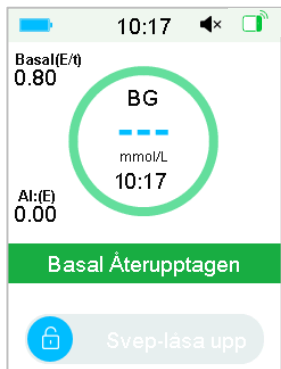 10:17
Basal(E/t)
0.80
BG
---
mmol/L
10:17
AI:(E)
0.00
Basal Återupptagen
Svep-låsa upp